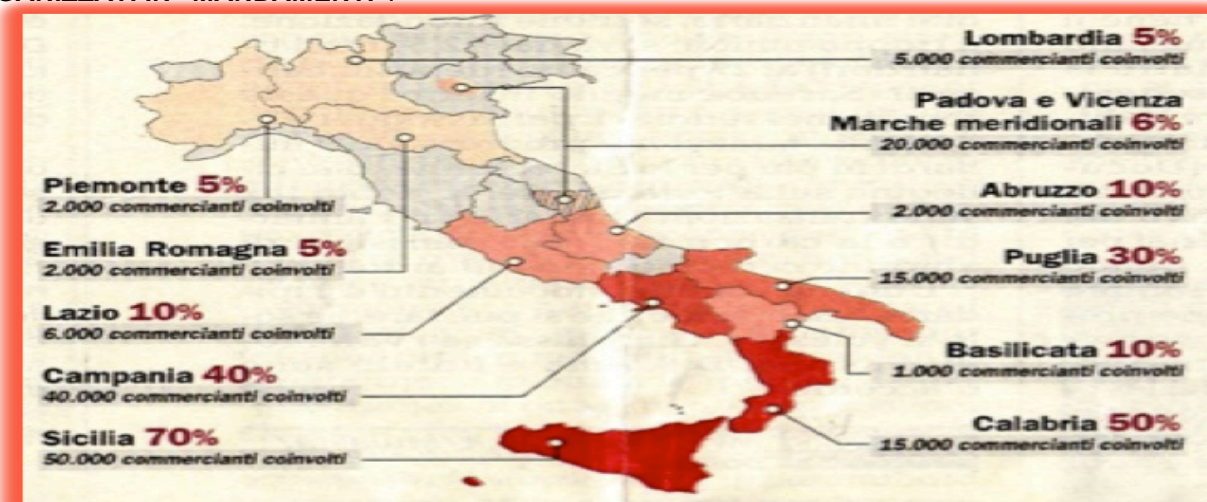 Lombardia 5%
5.000 commercianti coinvolti
Padova e Vicenza
Marche meridionali 6%
20.000 commercianti coinvolti
Piemonte 5%
2.000 commercianti coinvolti
Abruzzo 10%
2.000 commercianti coinvolti
Emilia Romagna 5%
2.000 commercianti coinvolti
Puglia 30%
15.000 commercianti coinvolti
Lazio 10%
6.000 commercianti coinvolti
Basilicata 10%
1.000 commercianti coinvolti
Campania 40%
40.000 commercianti coinvolti
Calabria 50%
15.000 commercianti coinvolti
Sicilia 70%
50.000 commercianti coinvolti